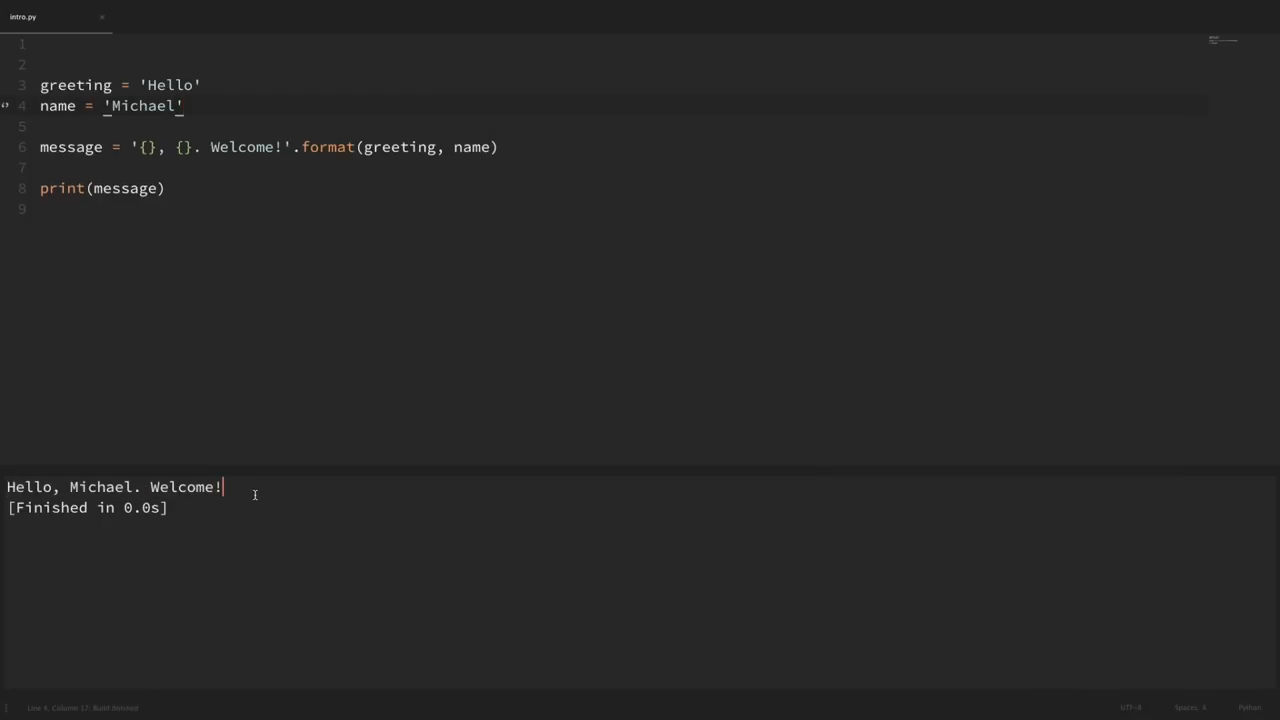 intro.py ×
1
2
3 greeting = 'Hello'
4 name = 'Michael'
5
6 message = '{}, {}. Welcome!'.format(greeting, name)
7
8 print(message)
9
Hello, Michael. Welcome!
[Finished in 0.0s]
Line 4, Column 17; Build finished UTF-8 Spaces: 4 Python